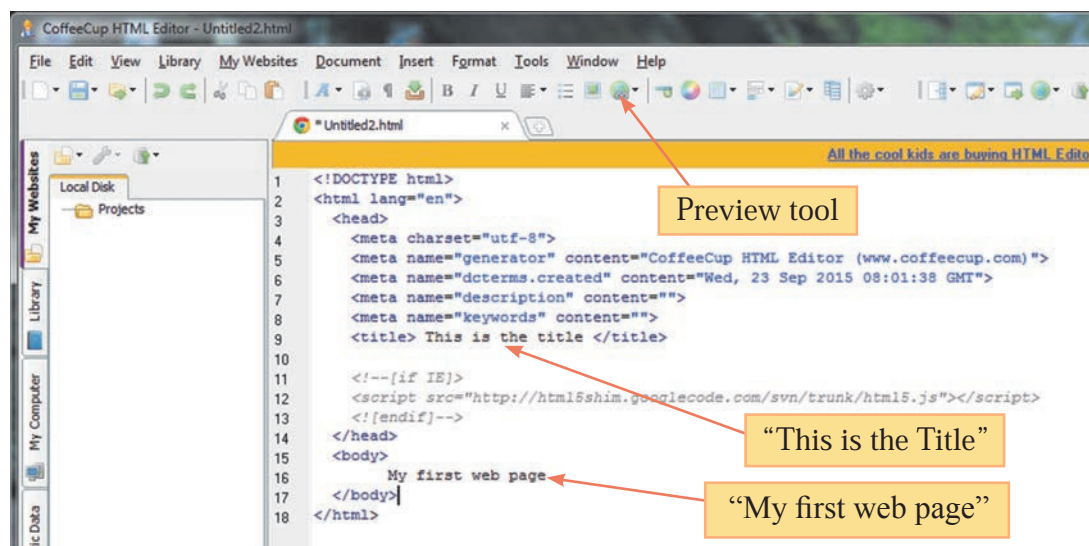 CoffeeCup HTML Editor - Untitled2.html
File Edit View Library My Websites Document Insert Format Tools Window Help
* Untitled2.html
All the cool kids are buying HTML Edito
My Websites
Local Disk
Projects
Library
My Computer
ic Data
Preview tool
1 <!DOCTYPE html>
2 <html lang="en">
3 <head>
4 <meta charset="utf-8">
5 <meta name="generator" content="CoffeeCup HTML Editor (www.coffeecup.com)">
6 <meta name="dcterms.created" content="Wed, 23 Sep 2015 08:01:38 GMT">
7 <meta name="description" content="">
8 <meta name="keywords" content="">
9 <title> This is the title </title>
10
11 <!--[if IE]>
12 <script src="http://html5shim.googlecode.com/svn/trunk/html5.js"></script>
13 <![endif]-->
14 </head>
15 <body>
16 My first web page
17 </body>
18 </html>
“This is the Title”
“My first web page”